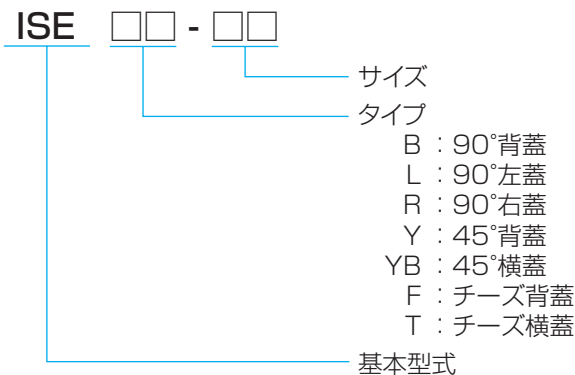 ISE □□ - □□
サイズ
タイプ
B：90°背蓋
L：90°左蓋
R：90°右蓋
Y：45°背蓋
YB：45°横蓋
F：チーズ背蓋
T：チーズ横蓋
基本型式